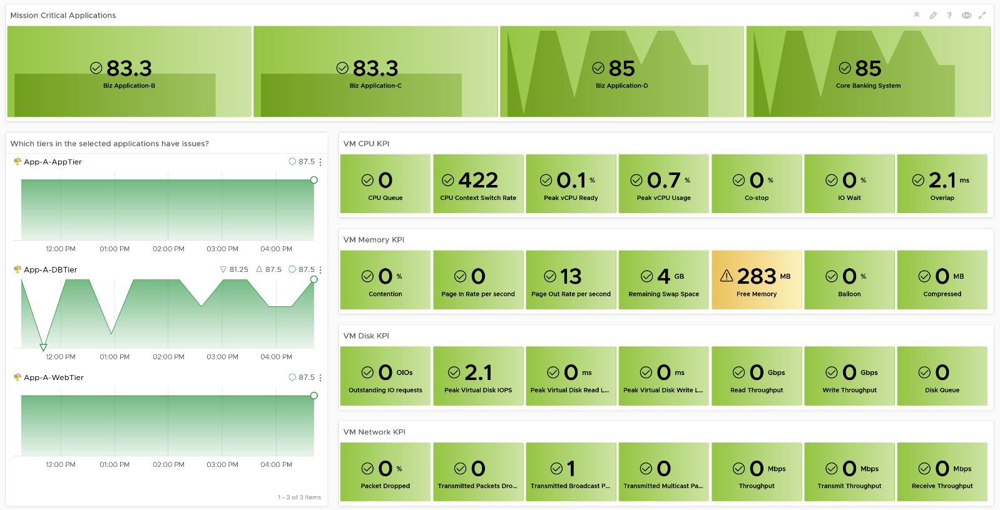 Mission Critical Applications
?
83.3
Biz Application-B
83.3
Biz Application-C
85
Biz Application-D
85
Core Banking System
Which tiers in the selected applications have issues?
App-A-AppTier 87.5
12:00 PM 01:00 PM 02:00 PM 03:00 PM 04:00 PM
App-A-DBTier 81.25 87.5 87.5
12:00 PM 01:00 PM 02:00 PM 03:00 PM 04:00 PM
App-A-WebTier 87.5
12:00 PM 01:00 PM 02:00 PM 03:00 PM 04:00 PM
1 - 3 of 3 items
VM CPU KPI
0
CPU Queue
422
CPU Context Switch Rate
0.1 %
Peak vCPU Ready
0.7 %
Peak vCPU Usage
0 %
Co-stop
0 %
IO Wait
2.1 ms
Overlap
VM Memory KPI
0 %
Contention
0
Page In Rate per second
13
Page Out Rate per second
4 GB
Remaining Swap Space
283 MB
Free Memory
0 %
Balloon
0 MB
Compressed
VM Disk KPI
0 OIOs
Outstanding IO requests
2.1
Peak Virtual Disk IOPS
0 ms
Peak Virtual Disk Read L...
0 ms
Peak Virtual Disk Write L...
0 Gbps
Read Throughput
0 Gbps
Write Throughput
0
Disk Queue
VM Network KPI
0 %
Packet Dropped
0
Transmitted Packets Dro...
1
Transmitted Broadcast P...
0
Transmitted Multicast Pa...
0 Mbps
Throughput
0 Mbps
Transmit Throughput
0 Mbps
Receive Throughput